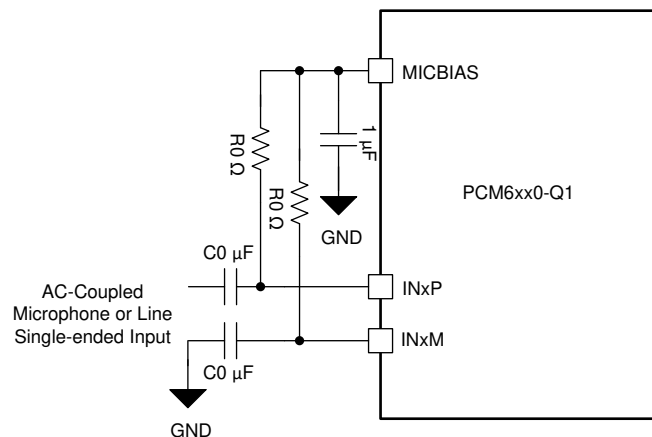 MICBIAS
R0 Ω
R0 Ω
1 µF
PCM6xx0-Q1
GND
C0 µF
INxP
AC-Coupled
Microphone or Line
Single-ended Input
INxM
C0 µF
GND